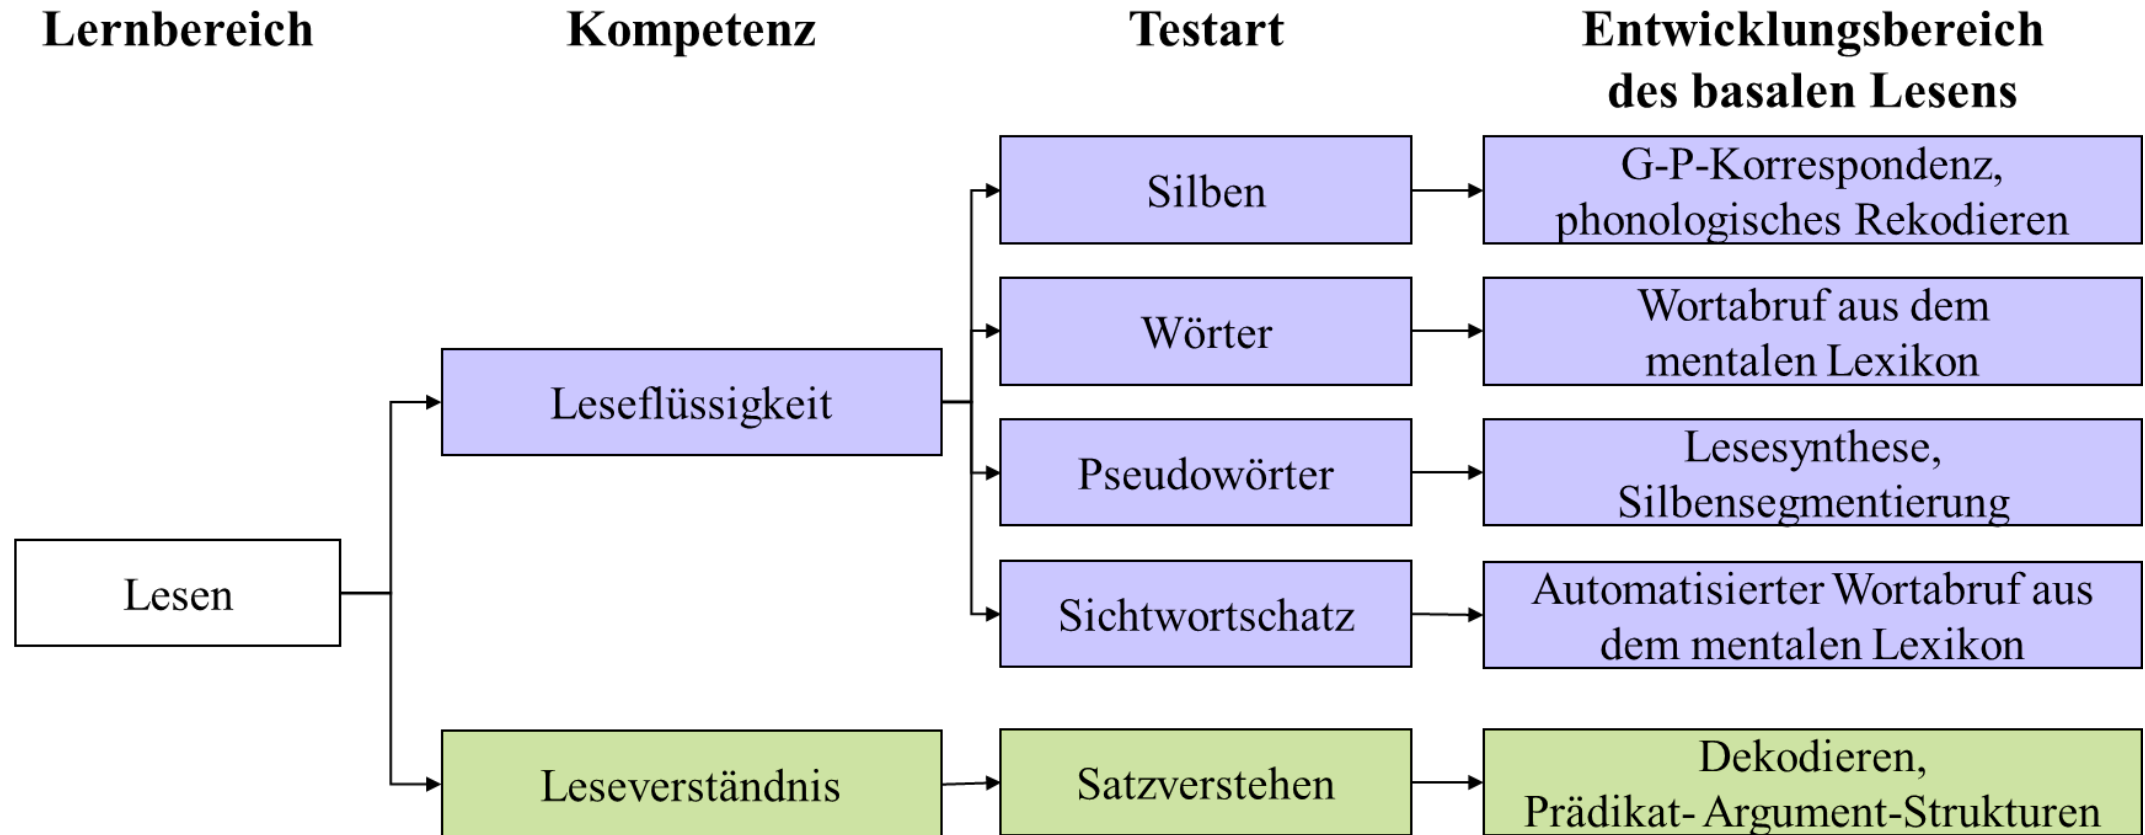 Lernbereich
Kompetenz
Testart
Entwicklungsbereich
des basalen Lesens
Silben
G-P-Korrespondenz,
phonologisches Rekodieren
Wörter
Wortabruf aus dem
mentalen Lexikon
Leseflüssigkeit
Pseudowörter
Lesesynthese,
Silbensegmentierung
Lesen
Sichtwortschatz
Automatisierter Wortabruf aus
dem mentalen Lexikon
Leseverständnis
Satzverstehen
Dekodieren,
Prädikat-Argument-Strukturen